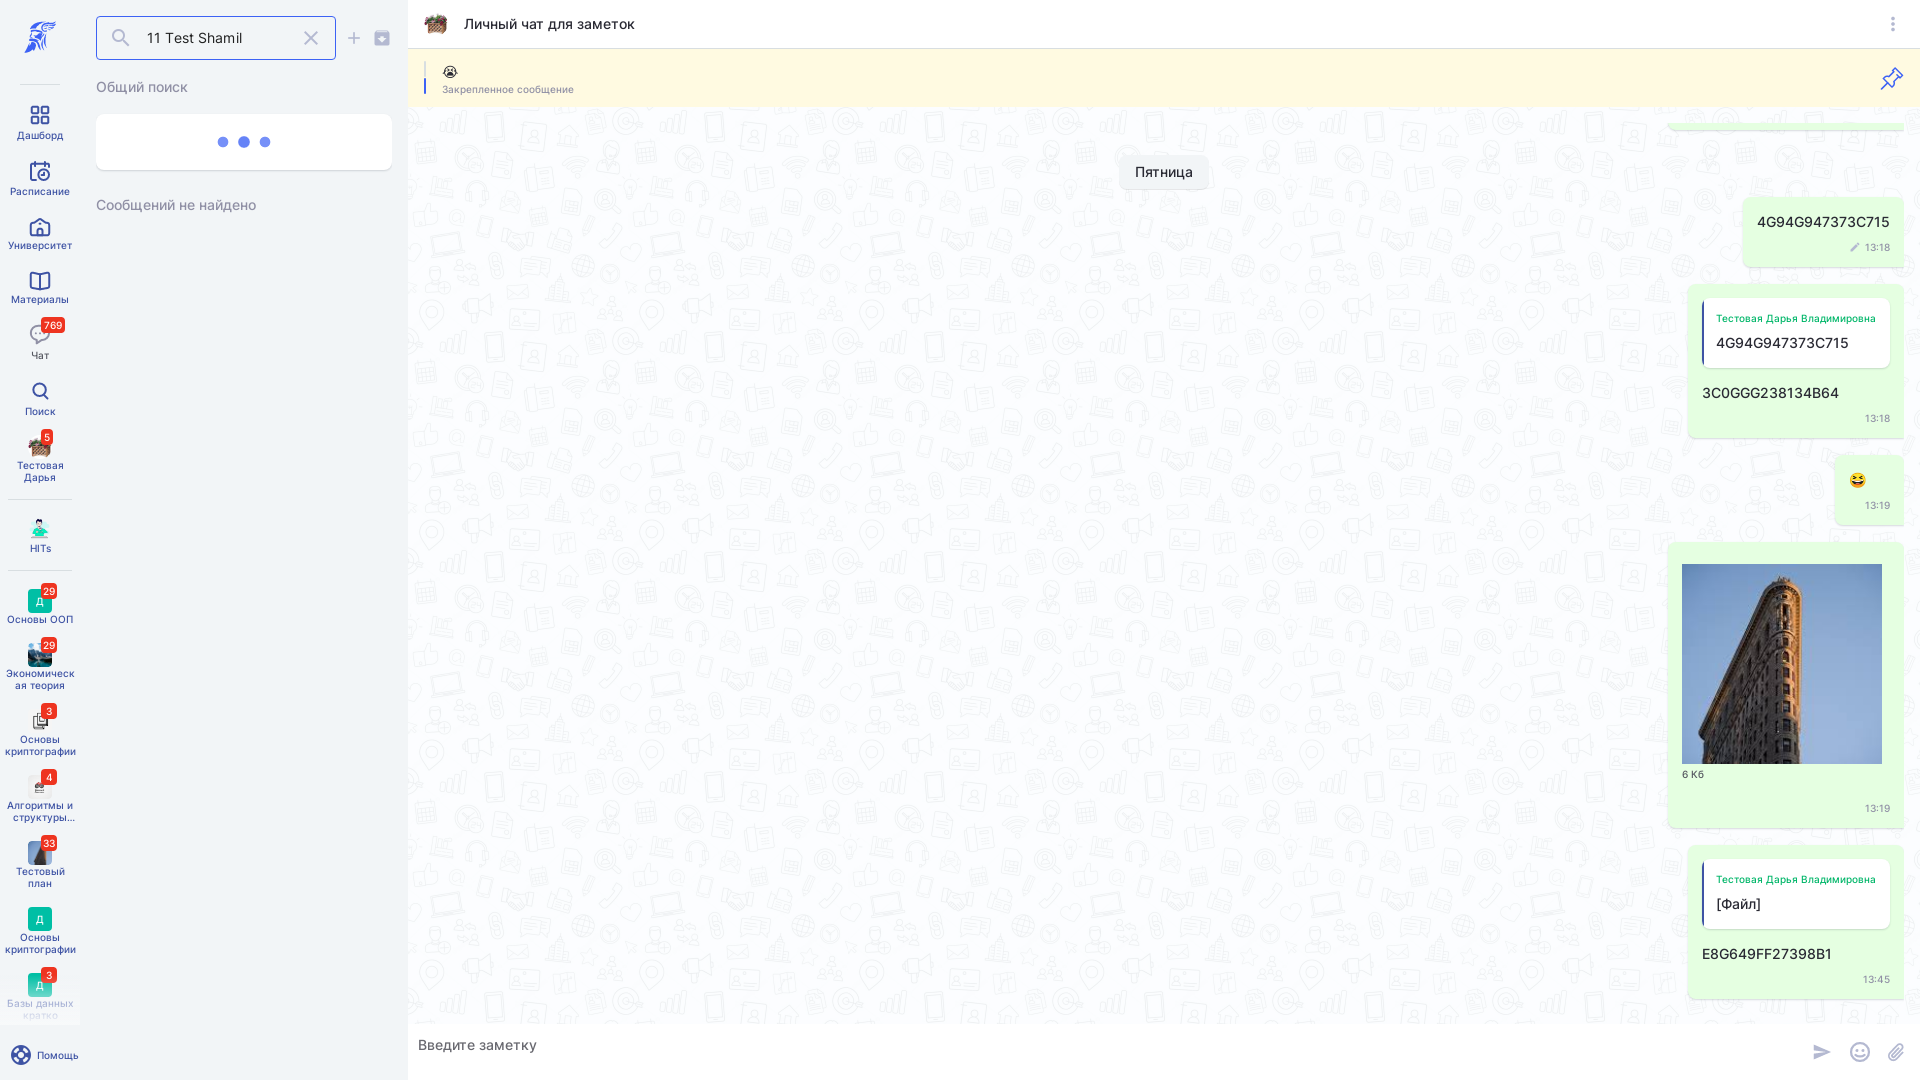 11 Test Shamil
Общий поиск
Сообщений не найдено
Дашборд
Расписание
Университет
Материалы
769
Чат
Поиск
5
Тестовая
Дарья
HITs
29
Д
Основы ООП
29
Экономическ
ая теория
3
Основы
криптографии
4
Алгоритмы и
структуры...
33
Тестовый
план
Д
Основы
криптографии
3
Д
Базы данных
кратко
Помощь
Личный чат для заметок
😭
Закрепленное сообщение
Пятница
4G94G947373C715
13:18
Тестовая Дарья Владимировна
4G94G947373C715
3C0GGG238134B64
13:18
😆
13:19
6 Кб
13:19
Тестовая Дарья Владимировна
[Файл]
E8G649FF27398B1
13:45
Введите заметку